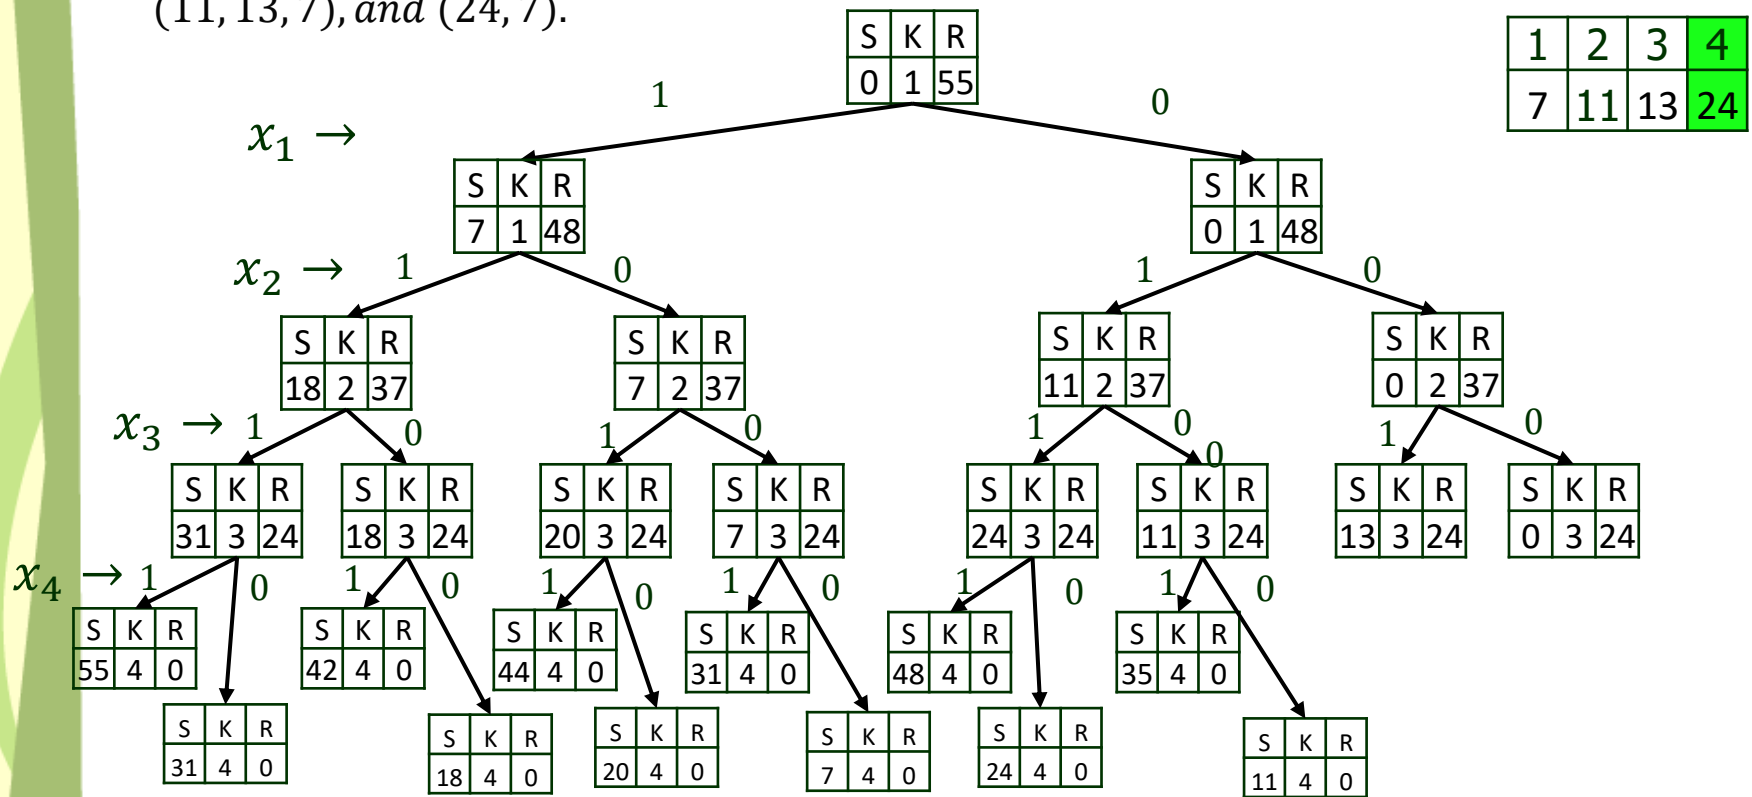 (11, 13, 7), and (24, 7).
S K R
0 1 55
1 2 3 4
7 11 13 24
1 0
x₁ →
S K R
7 1 48
S K R
0 1 48
x₂ → 1 0 1 0
S K R
18 2 37
S K R
7 2 37
S K R
11 2 37
S K R
0 2 37
x₃ → 1 0 1 0 1 0 1 0
0
S K R
31 3 24
S K R
18 3 24
S K R
20 3 24
S K R
7 3 24
S K R
24 3 24
S K R
11 3 24
S K R
13 3 24
S K R
0 3 24
x₄ → 1 0 1 0 1 0 1 0 1 0 1 0
S K R
55 4 0
S K R
42 4 0
S K R
44 4 0
S K R
31 4 0
S K R
48 4 0
S K R
35 4 0
S K R
31 4 0
S K R
18 4 0
S K R
20 4 0
S K R
7 4 0
S K R
24 4 0
S K R
11 4 0